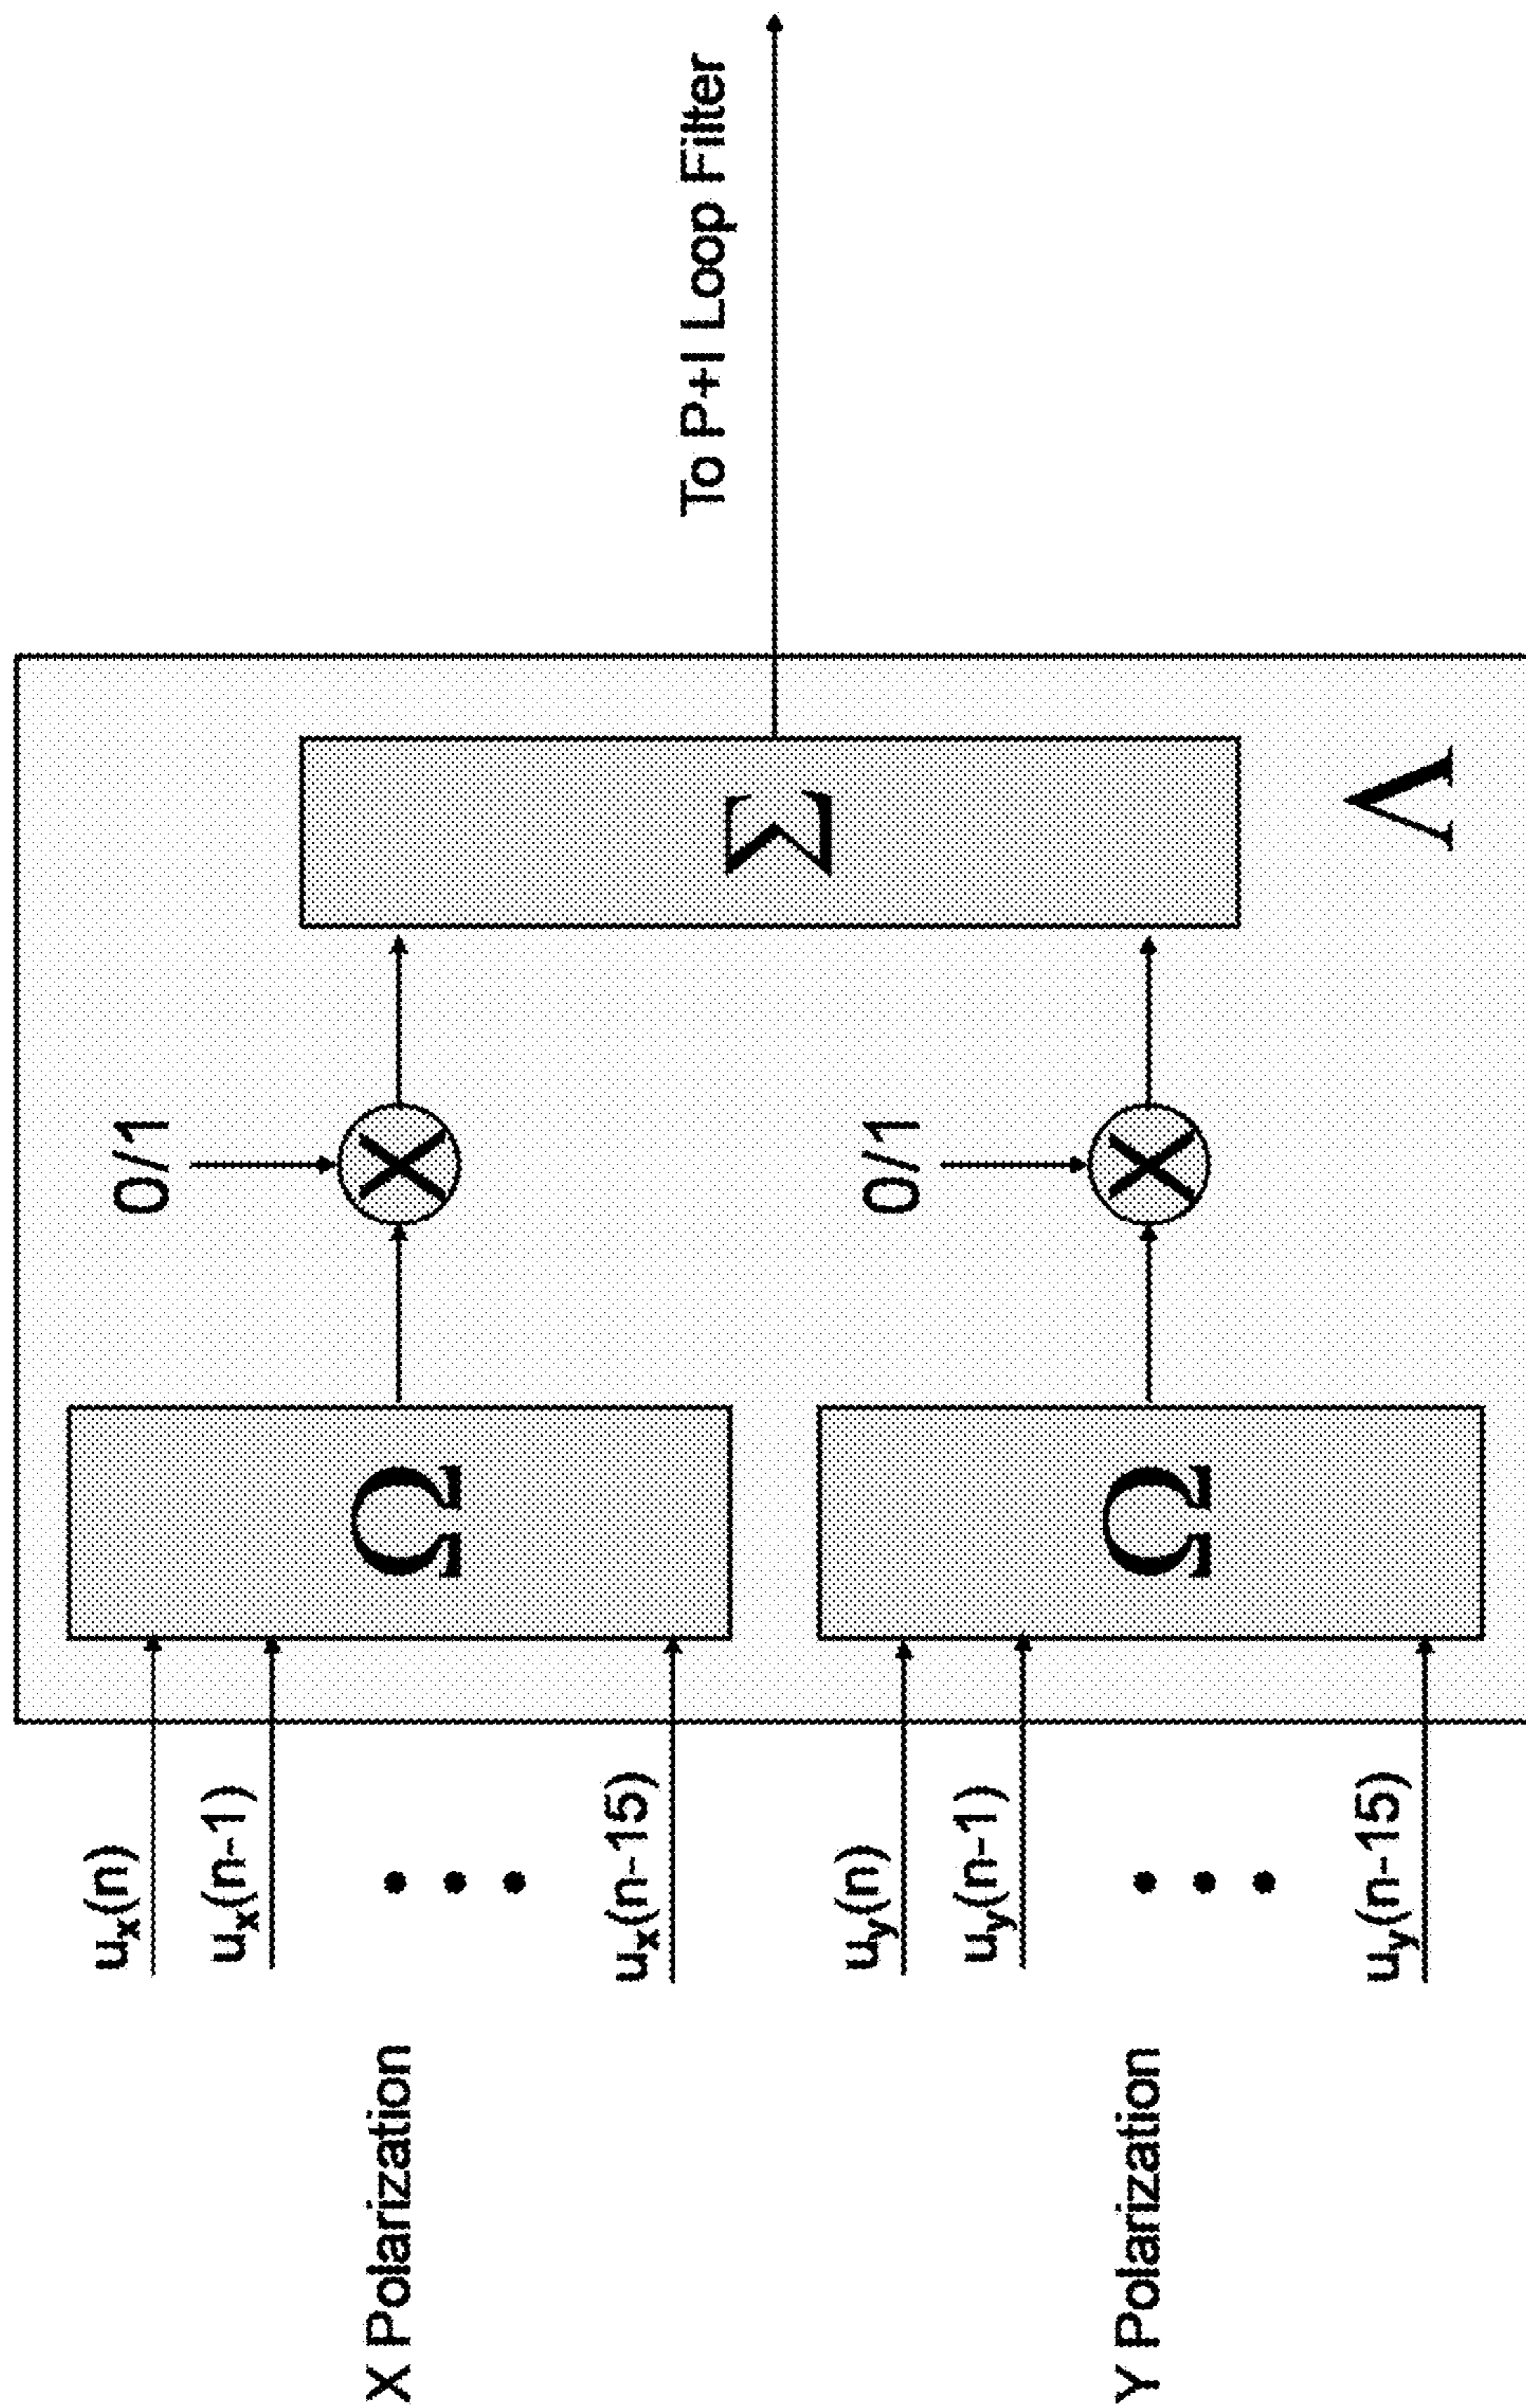 X Polarization
uₓ(n)
uₓ(n-1)
uₓ(n-15)
Ω
0/1
X
Σ
To P+I Loop Filter
Y Polarization
u_y(n)
u_y(n-1)
u_y(n-15)
Ω
0/1
X
Λ